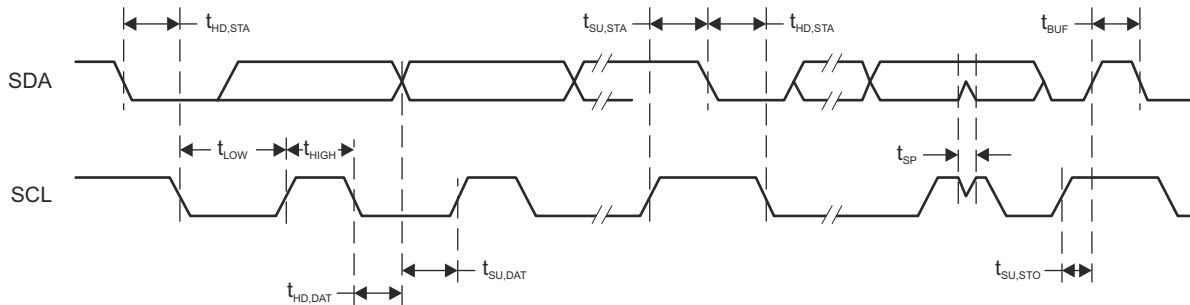 tHD,STA
tSU,STA
tHD,STA
tBUF
SDA
tLOW
tHIGH
tSP
SCL
tSU,DAT
tSU,STO
tHD,DAT